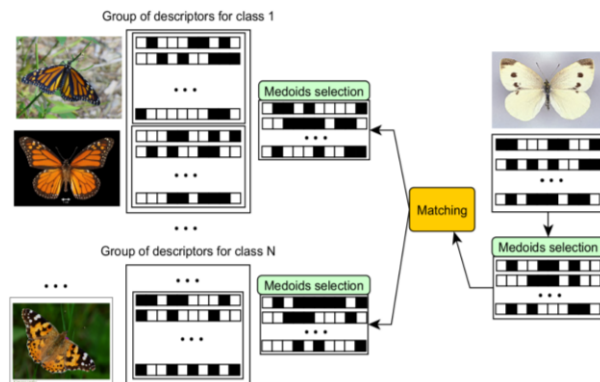 Group of descriptors for class 1
Medoids selection
Matching
Medoids selection
Group of descriptors for class N
Medoids selection